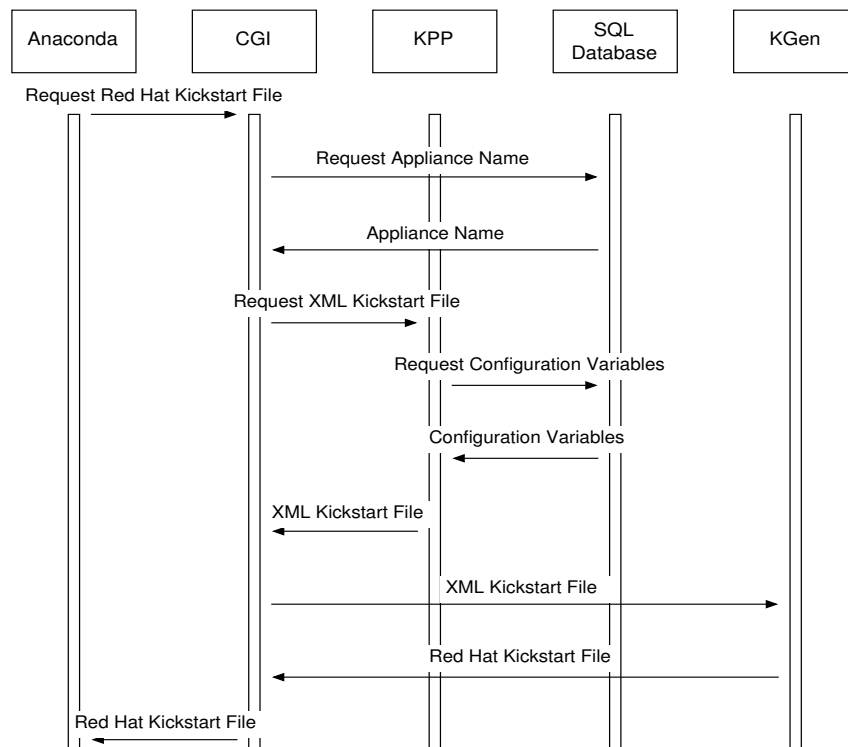 Anaconda
CGI
KPP
SQL
Database
KGen
Request Red Hat Kickstart File
Request Appliance Name
Appliance Name
Request XML Kickstart File
Request Configuration Variables
Configuration Variables
XML Kickstart File
XML Kickstart File
Red Hat Kickstart File
Red Hat Kickstart File